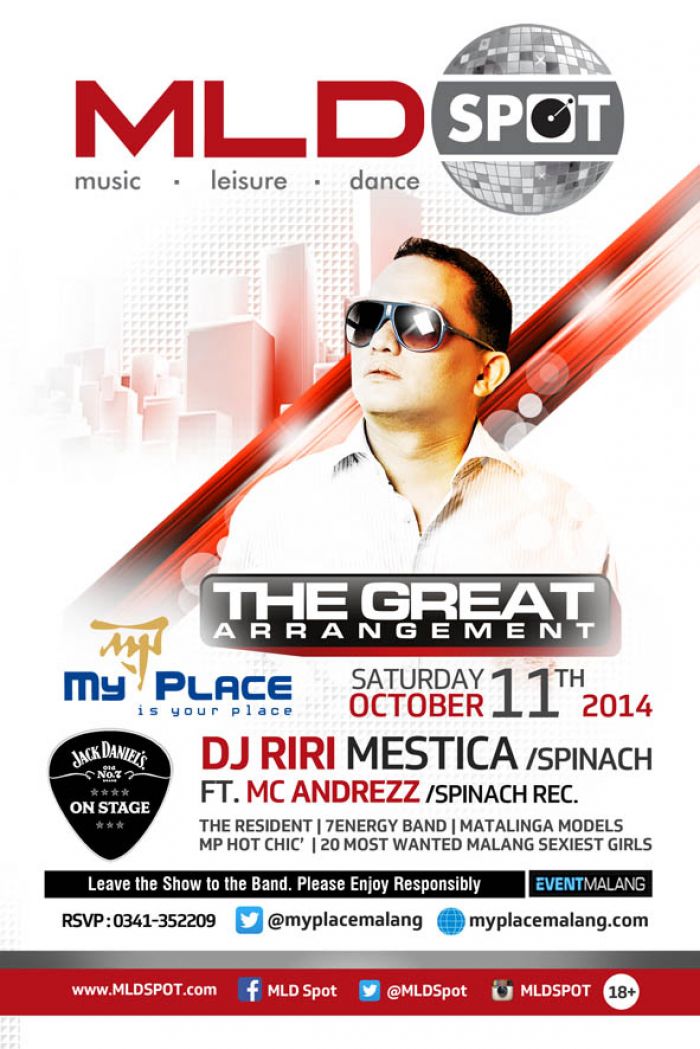 MLD SPOT
music · leisure · dance
THE GREAT
ARRANGEMENT
mp
My PLACE
is your place
SATURDAY
OCTOBER 11TH 2014
JACK DANIEL'S
OLD
No.7
BRAND
ON STAGE
DJ RIRI MESTICA /SPINACH
FT. MC ANDREZZ /SPINACH REC.
THE RESIDENT | 7ENERGY BAND | MATALINGA MODELS
MP HOT CHIC' | 20 MOST WANTED MALANG SEXIEST GIRLS
Leave the Show to the Band. Please Enjoy Responsibly EVENTMALANG
RSVP : 0341-352209 @myplacemalang myplacemalang.com
www.MLDSPOT.com MLD Spot @MLDSpot MLDSPOT 18+